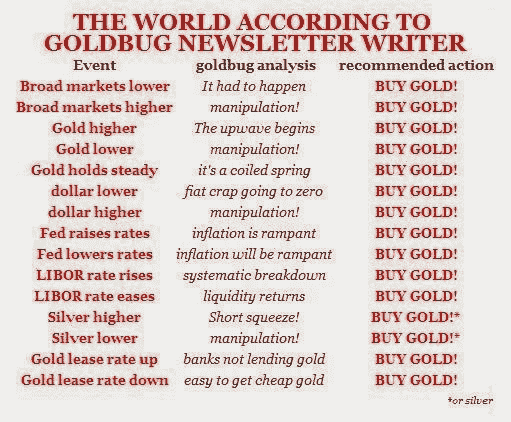 THE WORLD ACCORDING TO
GOLDBUG NEWSLETTER WRITER
Event goldbug analysis recommended action
Broad markets lower It had to happen BUY GOLD!
Broad markets higher manipulation! BUY GOLD!
Gold higher The upwave begins BUY GOLD!
Gold lower manipulation! BUY GOLD!
Gold holds steady it's a coiled spring BUY GOLD!
dollar lower fiat crap going to zero BUY GOLD!
dollar higher manipulation! BUY GOLD!
Fed raises rates inflation is rampant BUY GOLD!
Fed lowers rates inflation will be rampant BUY GOLD!
LIBOR rate rises systematic breakdown BUY GOLD!
LIBOR rate eases liquidity returns BUY GOLD!
Silver higher Short squeeze! BUY GOLD!*
Silver lower manipulation! BUY GOLD!*
Gold lease rate up banks not lending gold BUY GOLD!
Gold lease rate down easy to get cheap gold BUY GOLD!
*or silver